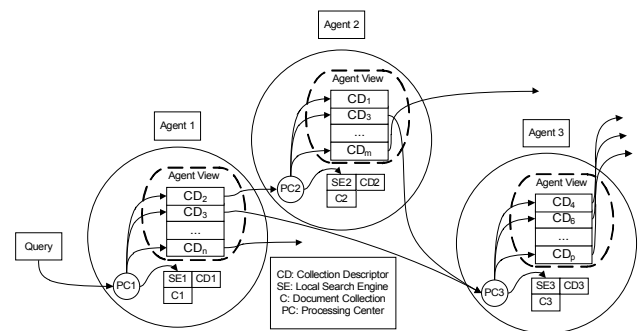 Agent 2
Agent View
CD1
CD3
...
CDm
PC2
SE2 CD2
C2
Agent 1
Agent View
CD2
CD3
...
CDn
Query
PC1
SE1 CD1
C1
Agent 3
Agent View
CD4
CD6
...
CDp
PC3
SE3 CD3
C3
CD: Collection Descriptor
SE: Local Search Engine
C: Document Collection
PC: Processing Center